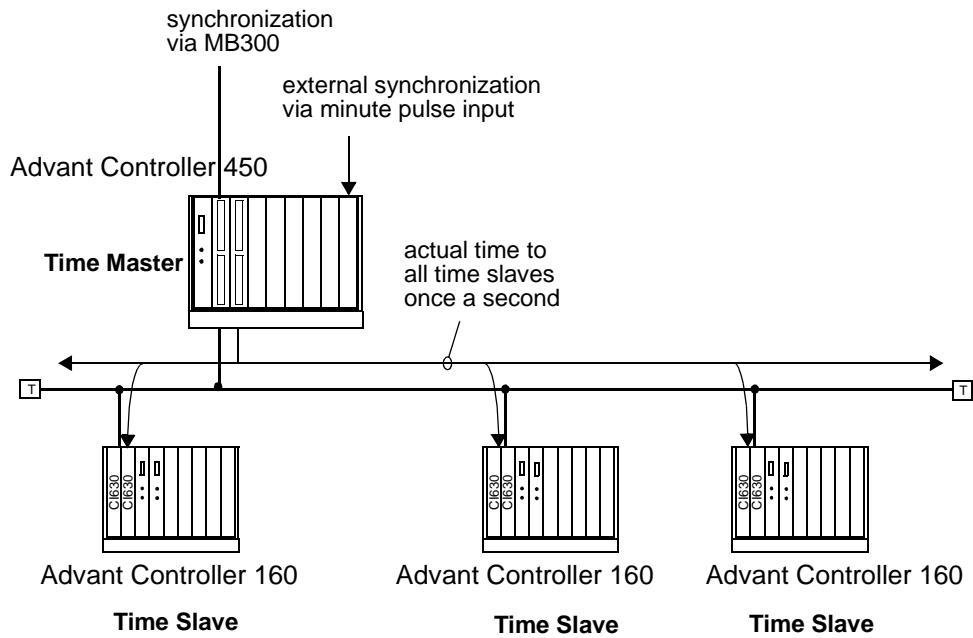 synchronization
via MB300
external synchronization
via minute pulse input
Advant Controller 450
Time Master
actual time to
all time slaves
once a second
T
T
CI630
CI630
CI630
CI630
CI630
CI630
Advant Controller 160
Advant Controller 160
Advant Controller 160
Time Slave
Time Slave
Time Slave